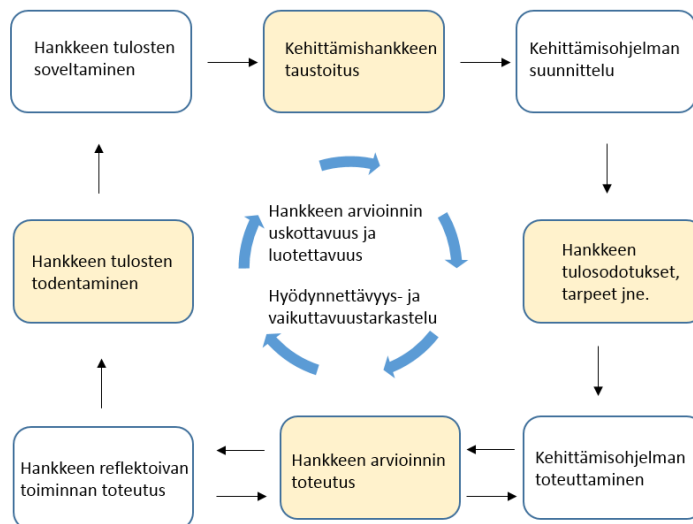 Hankkeen tulosten
soveltaminen
Kehittämishankkeen
taustoitus
Kehittämisohjelman
suunnittelu
Hankkeen tulosten
todentaminen
Hankkeen arvioinnin
uskottavuus ja
luotettavuus
Hyödynnettävyys- ja
vaikuttavuustarkastelu
Hankkeen
tulosodotukset,
tarpeet jne.
Hankkeen reflektoivan
toiminnan toteutus
Hankkeen arvioinnin
toteutus
Kehittämisohjelman
toteuttaminen